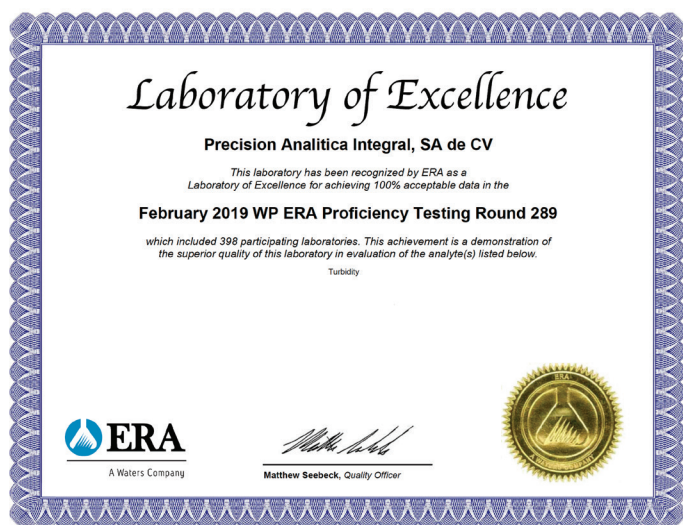 Laboratory of Excellence
Precision Analitica Integral, SA de CV
This laboratory has been recognized by ERA as a
Laboratory of Excellence for achieving 100% acceptable data in the
February 2019 WP ERA Proficiency Testing Round 289
which included 398 participating laboratories. This achievement is a demonstration of
the superior quality of this laboratory in evaluation of the analyte(s) listed below.
Turbidity
ERA
A Waters Company
Matthew Seebeck, Quality Officer
ERA
A WATERS COMPANY